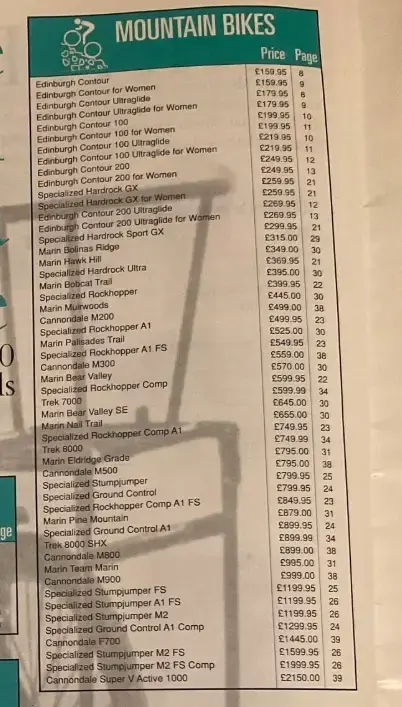 MOUNTAIN BIKES
Price Page
Edinburgh Contour £159.95 8
Edinburgh Contour for Women £159.95 9
Edinburgh Contour Ultraglide £179.95 8
Edinburgh Contour Ultraglide for Women £179.95 9
Edinburgh Contour 100 £199.95 10
Edinburgh Contour 100 for Women £199.95 11
Edinburgh Contour 100 Ultraglide £219.95 10
Edinburgh Contour 100 Ultraglide for Women £219.95 11
Edinburgh Contour 200 £249.95 12
Edinburgh Contour 200 for Women £249.95 13
Specialized Hardrock GX £259.95 21
Specialized Hardrock GX for Women £259.95 21
Edinburgh Contour 200 Ultraglide £269.95 12
Edinburgh Contour 200 Ultraglide for Women £269.95 13
Specialized Hardrock Sport GX £299.95 21
Marin Bolinas Ridge £315.00 29
Marin Hawk Hill £349.00 30
Specialized Hardrock Ultra £369.95 21
Marin Bobcat Trail £395.00 30
Specialized Rockhopper £399.95 22
Marin Muirwoods £445.00 30
Cannondale M200 £499.00 38
Specialized Rockhopper A1 £499.95 23
Marin Palisades Trail £525.00 30
Specialized Rockhopper A1 FS £549.95 23
Cannondale M300 £559.00 38
Marin Bear Valley £570.00 30
Specialized Rockhopper Comp £599.95 22
Trek 7000 £599.99 34
Marin Bear Valley SE £645.00 30
Marin Nail Trail £655.00 30
Specialized Rockhopper Comp A1 £749.95 23
Trek 8000 £749.99 34
Marin Eldridge Grade £795.00 31
Cannondale M500 £795.00 38
Specialized Stumpjumper £799.95 25
Specialized Ground Control £799.95 24
Specialized Rockhopper Comp A1 FS £849.95 23
Marin Pine Mountain £879.00 31
Specialized Ground Control A1 £899.95 24
Trek 8000 SHX £899.99 34
Cannondale M800 £899.00 38
Marin Team Marin £995.00 31
Cannondale M900 £999.00 38
Specialized Stumpjumper FS £1199.95 25
Specialized Stumpjumper A1 FS £1199.95 26
Specialized Stumpjumper M2 £1199.95 26
Specialized Ground Control A1 Comp £1299.95 24
Cannondale F700 £1445.00 39
Specialized Stumpjumper M2 FS £1599.95 26
Specialized Stumpjumper M2 FS Comp £1999.95 26
Cannondale Super V Active 1000 £2150.00 39